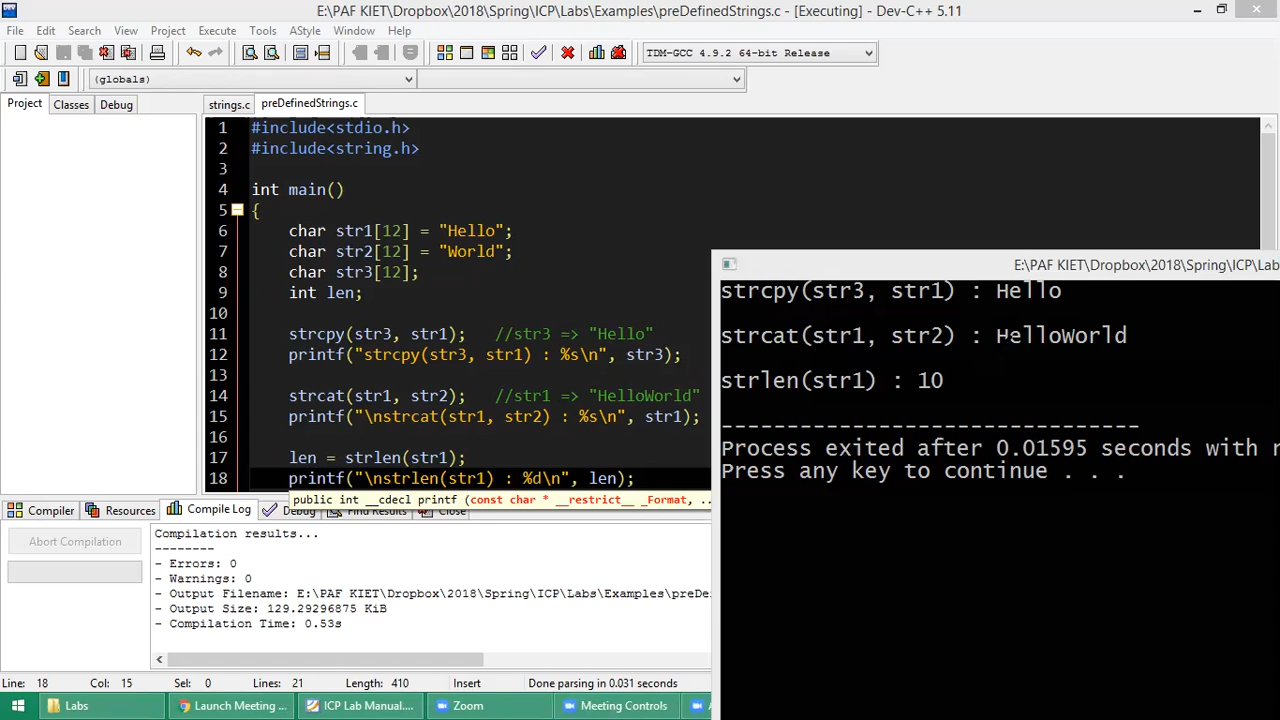 E:\PAF KIET\Dropbox\2018\Spring\ICP\Labs\Examples\preDefinedStrings.c - [Executing] - Dev-C++ 5.11
File Edit Search View Project Execute Tools AStyle Window Help
TDM-GCC 4.9.2 64-bit Release
(globals)
Project Classes Debug
strings.c preDefinedStrings.c
1 #include<stdio.h>
2 #include<string.h>
3
4 int main()
5 {
6 char str1[12] = "Hello";
7 char str2[12] = "World";
8 char str3[12];
9 int len;
10
11 strcpy(str3, str1); //str3 => "Hello"
12 printf("strcpy(str3, str1) : %s\n", str3);
13
14 strcat(str1, str2); //str1 => "HelloWorld"
15 printf("\nstrcat(str1, str2) : %s\n", str1);
16
17 len = strlen(str1);
18 printf("\nstrlen(str1) : %d\n", len);
public int __cdecl printf (const char * __restrict__ _Format, ..
E:\PAF KIET\Dropbox\2018\Spring\ICP\Lab
strcpy(str3, str1) : Hello
strcat(str1, str2) : HelloWorld
strlen(str1) : 10
--------------------------------
Process exited after 0.01595 seconds with r
Press any key to continue . . .
Compiler Resources Compile Log Debug Find Results Close
Abort Compilation
Compilation results...
--------
- Errors: 0
- Warnings: 0
- Output Filename: E:\PAF KIET\Dropbox\2018\Spring\ICP\Labs\Examples\preDe
- Output Size: 129.29296875 KiB
- Compilation Time: 0.53s
Line: 18 Col: 15 Sel: 0 Lines: 21 Length: 410 Insert Done parsing in 0.031 seconds
Labs Launch Meeting ... ICP Lab Manual.... Zoom Meeting Controls